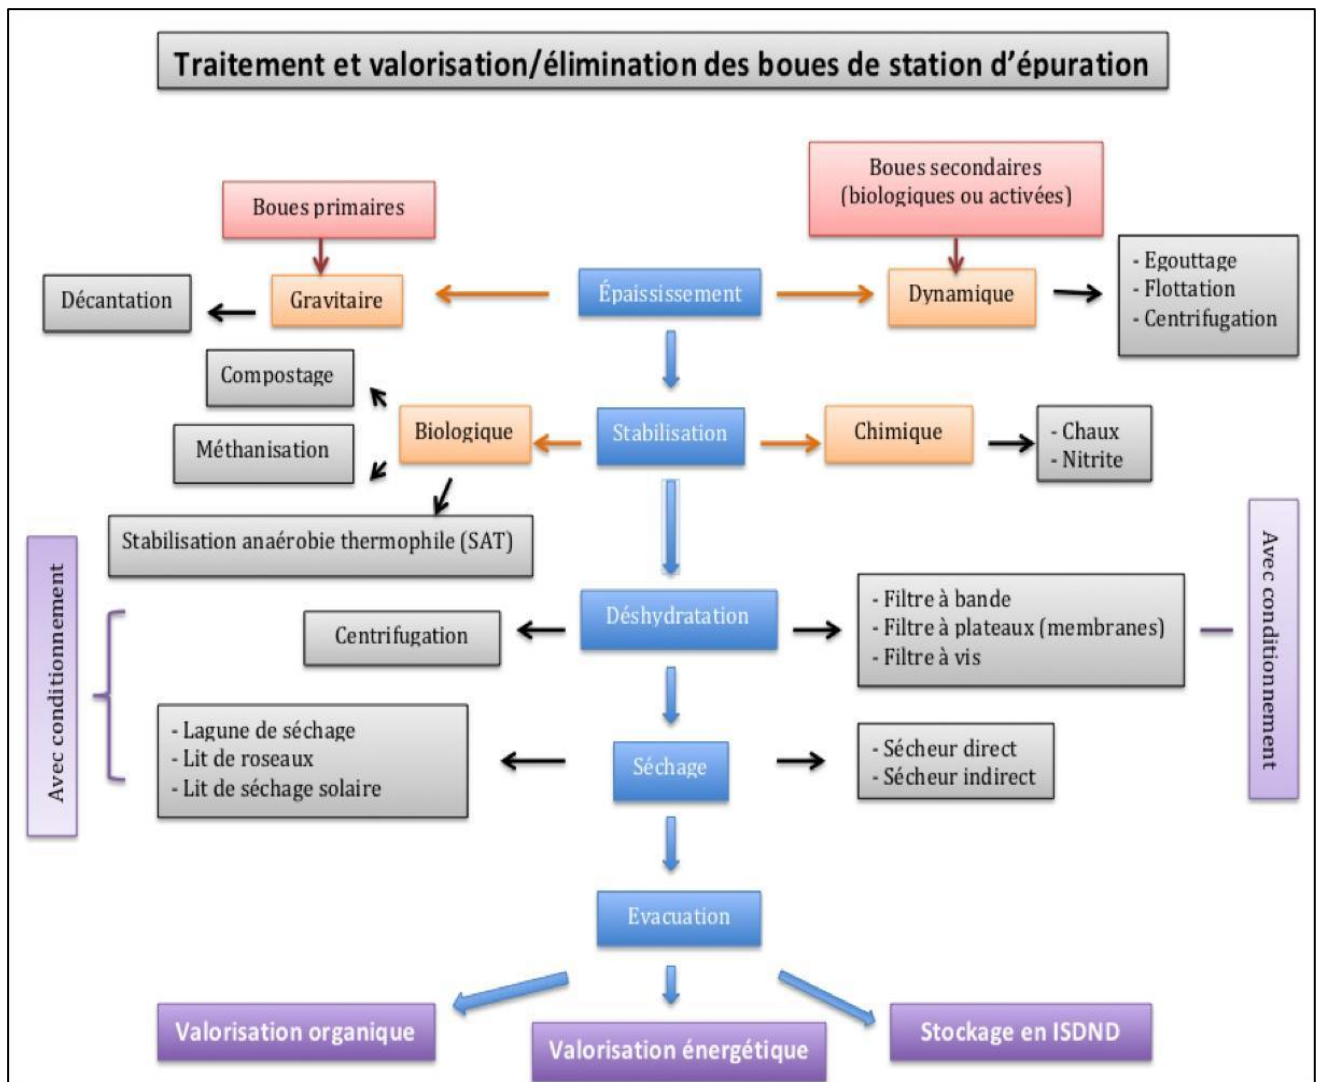 Traitement et valorisation/élimination des boues de station d'épuration
Boues primaires
Boues secondaires
(biologiques ou activées)
Décantation
Gravitaire
Épaississement
Dynamique
- Egouttage
- Flottation
- Centrifugation
Compostage
Méthanisation
Biologique
Stabilisation
Chimique
- Chaux
- Nitrite
Stabilisation anaérobie thermophile (SAT)
Avec conditionnement
Centrifugation
Déshydratation
- Filtre à bande
- Filtre à plateaux (membranes)
- Filtre à vis
Avec conditionnement
- Lagune de séchage
- Lit de roseaux
- Lit de séchage solaire
Séchage
- Sécheur direct
- Sécheur indirect
Evacuation
Valorisation organique
Valorisation énergétique
Stockage en ISDND